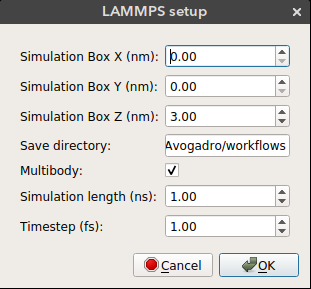 LAMMPS setup
Simulation Box X (nm): 0.00
Simulation Box Y (nm): 0.00
Simulation Box Z (nm): 3.00
Save directory: Avogadro/workflows
Multibody:
Simulation length (ns): 1.00
Timestep (fs): 1.00
Cancel OK